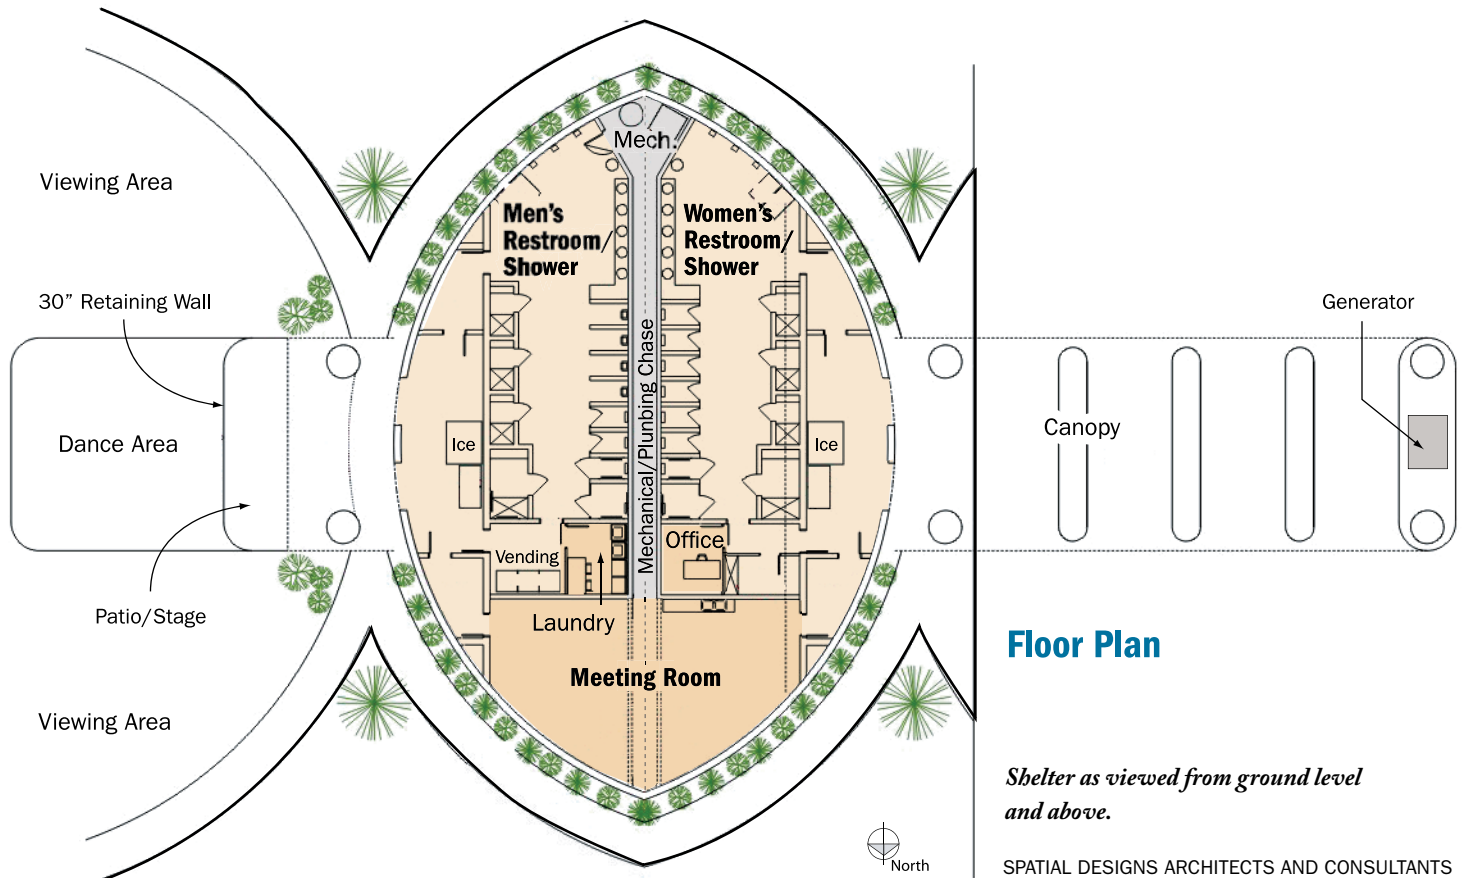 Mech.
Viewing Area
Men's
Restroom/
Shower
Women's
Restroom/
Shower
30” Retaining Wall
Generator
Mechanical/Plunbing Chase
Dance Area
Ice
Ice
Canopy
Vending
Office
Patio/Stage
Laundry
Meeting Room
Floor Plan
Viewing Area
Shelter as viewed from ground level
and above.
North
SPATIAL DESIGNS ARCHITECTS AND CONSULTANTS